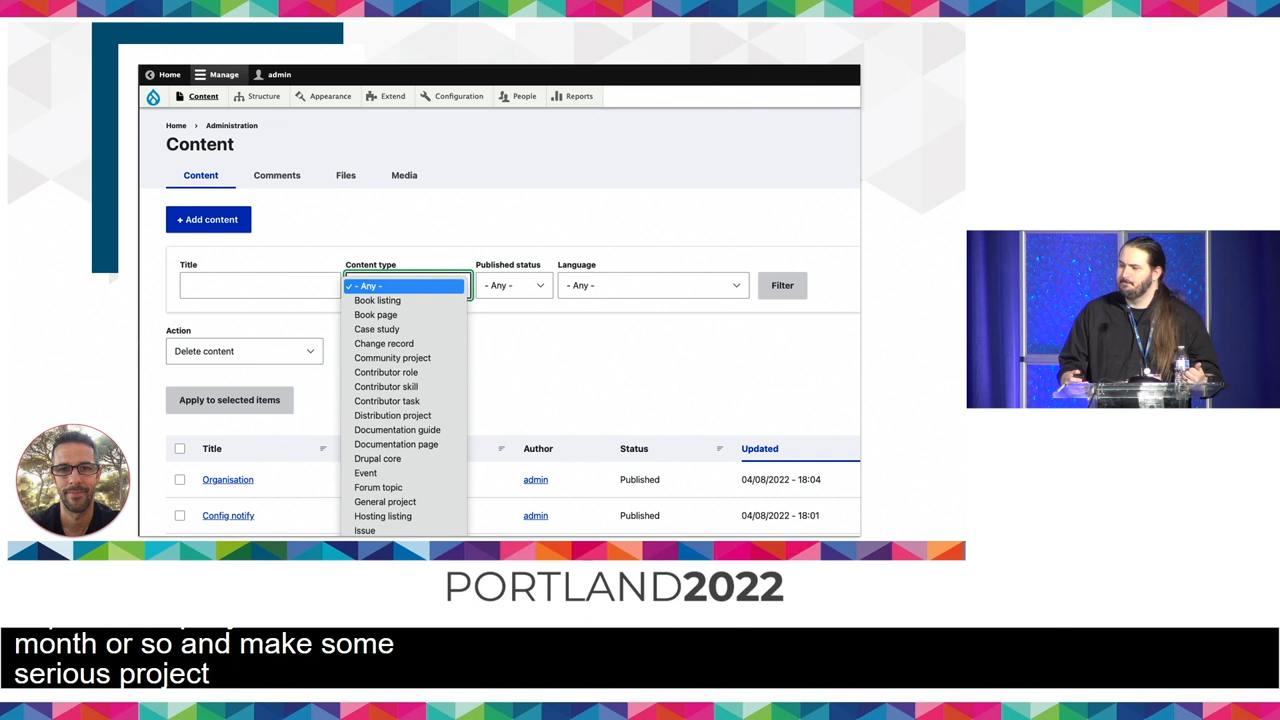 Home Manage admin
Content Structure Appearance Extend Configuration People Reports
Home › Administration
Content
Content Comments Files Media
+ Add content
Title Content type Published status Language
✓ - Any - - Any - - Any - Filter
Book listing
Book page
Case study
Change record
Community project
Contributor role
Contributor skill
Contributor task
Distribution project
Documentation guide
Documentation page
Drupal core
Event
Forum topic
General project
Hosting listing
Issue
Action
Delete content
Apply to selected items
Title Author Status Updated
Organisation admin Published 04/08/2022 - 18:04
Config notify admin Published 04/08/2022 - 18:01
PORTLAND2022
month or so and make some
serious project